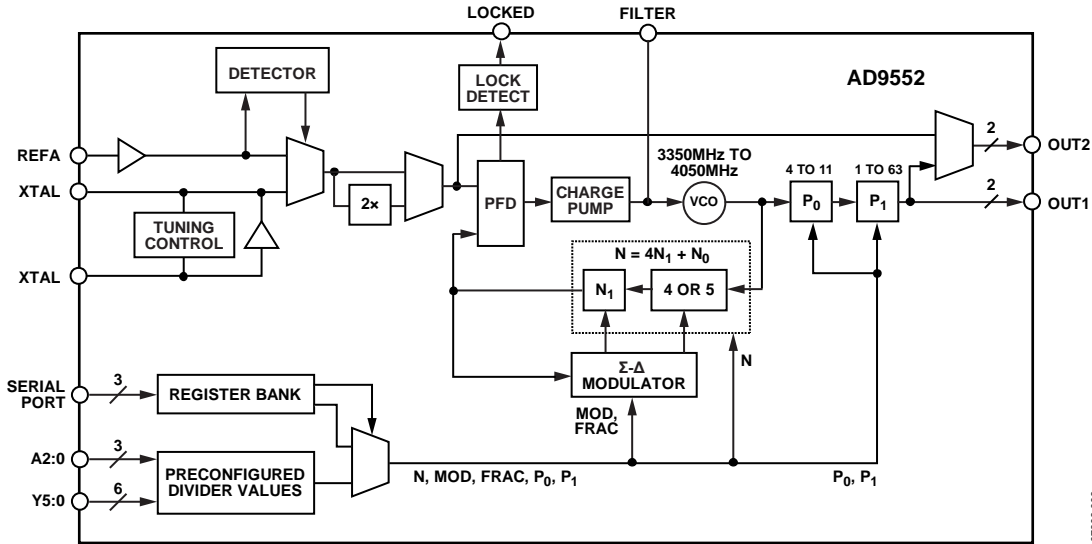 LOCKED
FILTER
DETECTOR
LOCK
DETECT
AD9552
REFA
XTAL
TUNING
CONTROL
XTAL
2×
PFD
CHARGE
PUMP
3350MHz TO
4050MHz
VCO
4 TO 11
P0
1 TO 63
P1
2
OUT2
2
OUT1
N = 4N1 + N0
N1
4 OR 5
N
Σ-Δ
MODULATOR
MOD,
FRAC
SERIAL
PORT
3
REGISTER BANK
A2:0
3
Y5:0
6
PRECONFIGURED
DIVIDER VALUES
N, MOD, FRAC, P0, P1
P0, P1